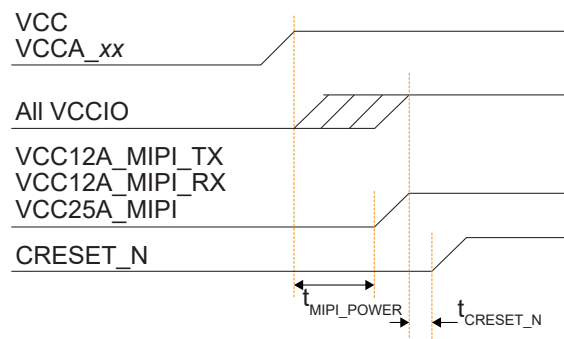 VCC
VCCA_xx
All VCCIO
VCC12A_MIPI_TX
VCC12A_MIPI_RX
VCC25A_MIPI
CRESET_N
tMIPI_POWER
tCRESET_N